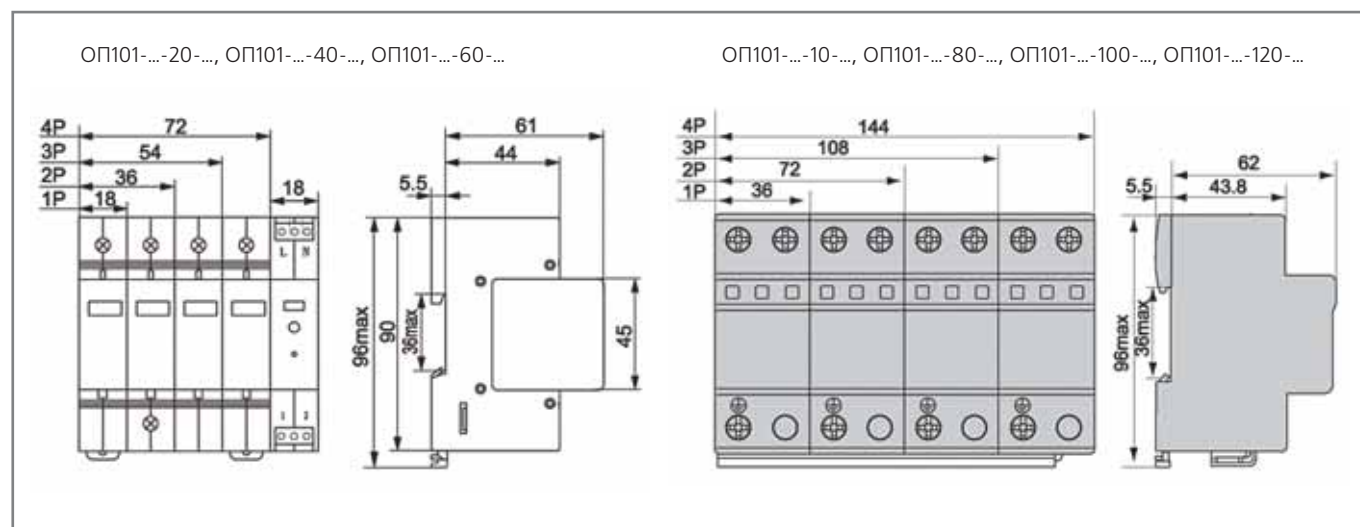 ОП101-...-20-..., ОП101-...-40-..., ОП101-...-60-...
4P 72
3P 54
2P 36
1P 18
18
L N
61
44
5.5
96max
90
36max
45
ОП101-...-10-..., ОП101-...-80-..., ОП101-...-100-..., ОП101-...-120-...
4P 144
3P 108
2P 72
1P 36
62
5.5 43.8
96max
36max